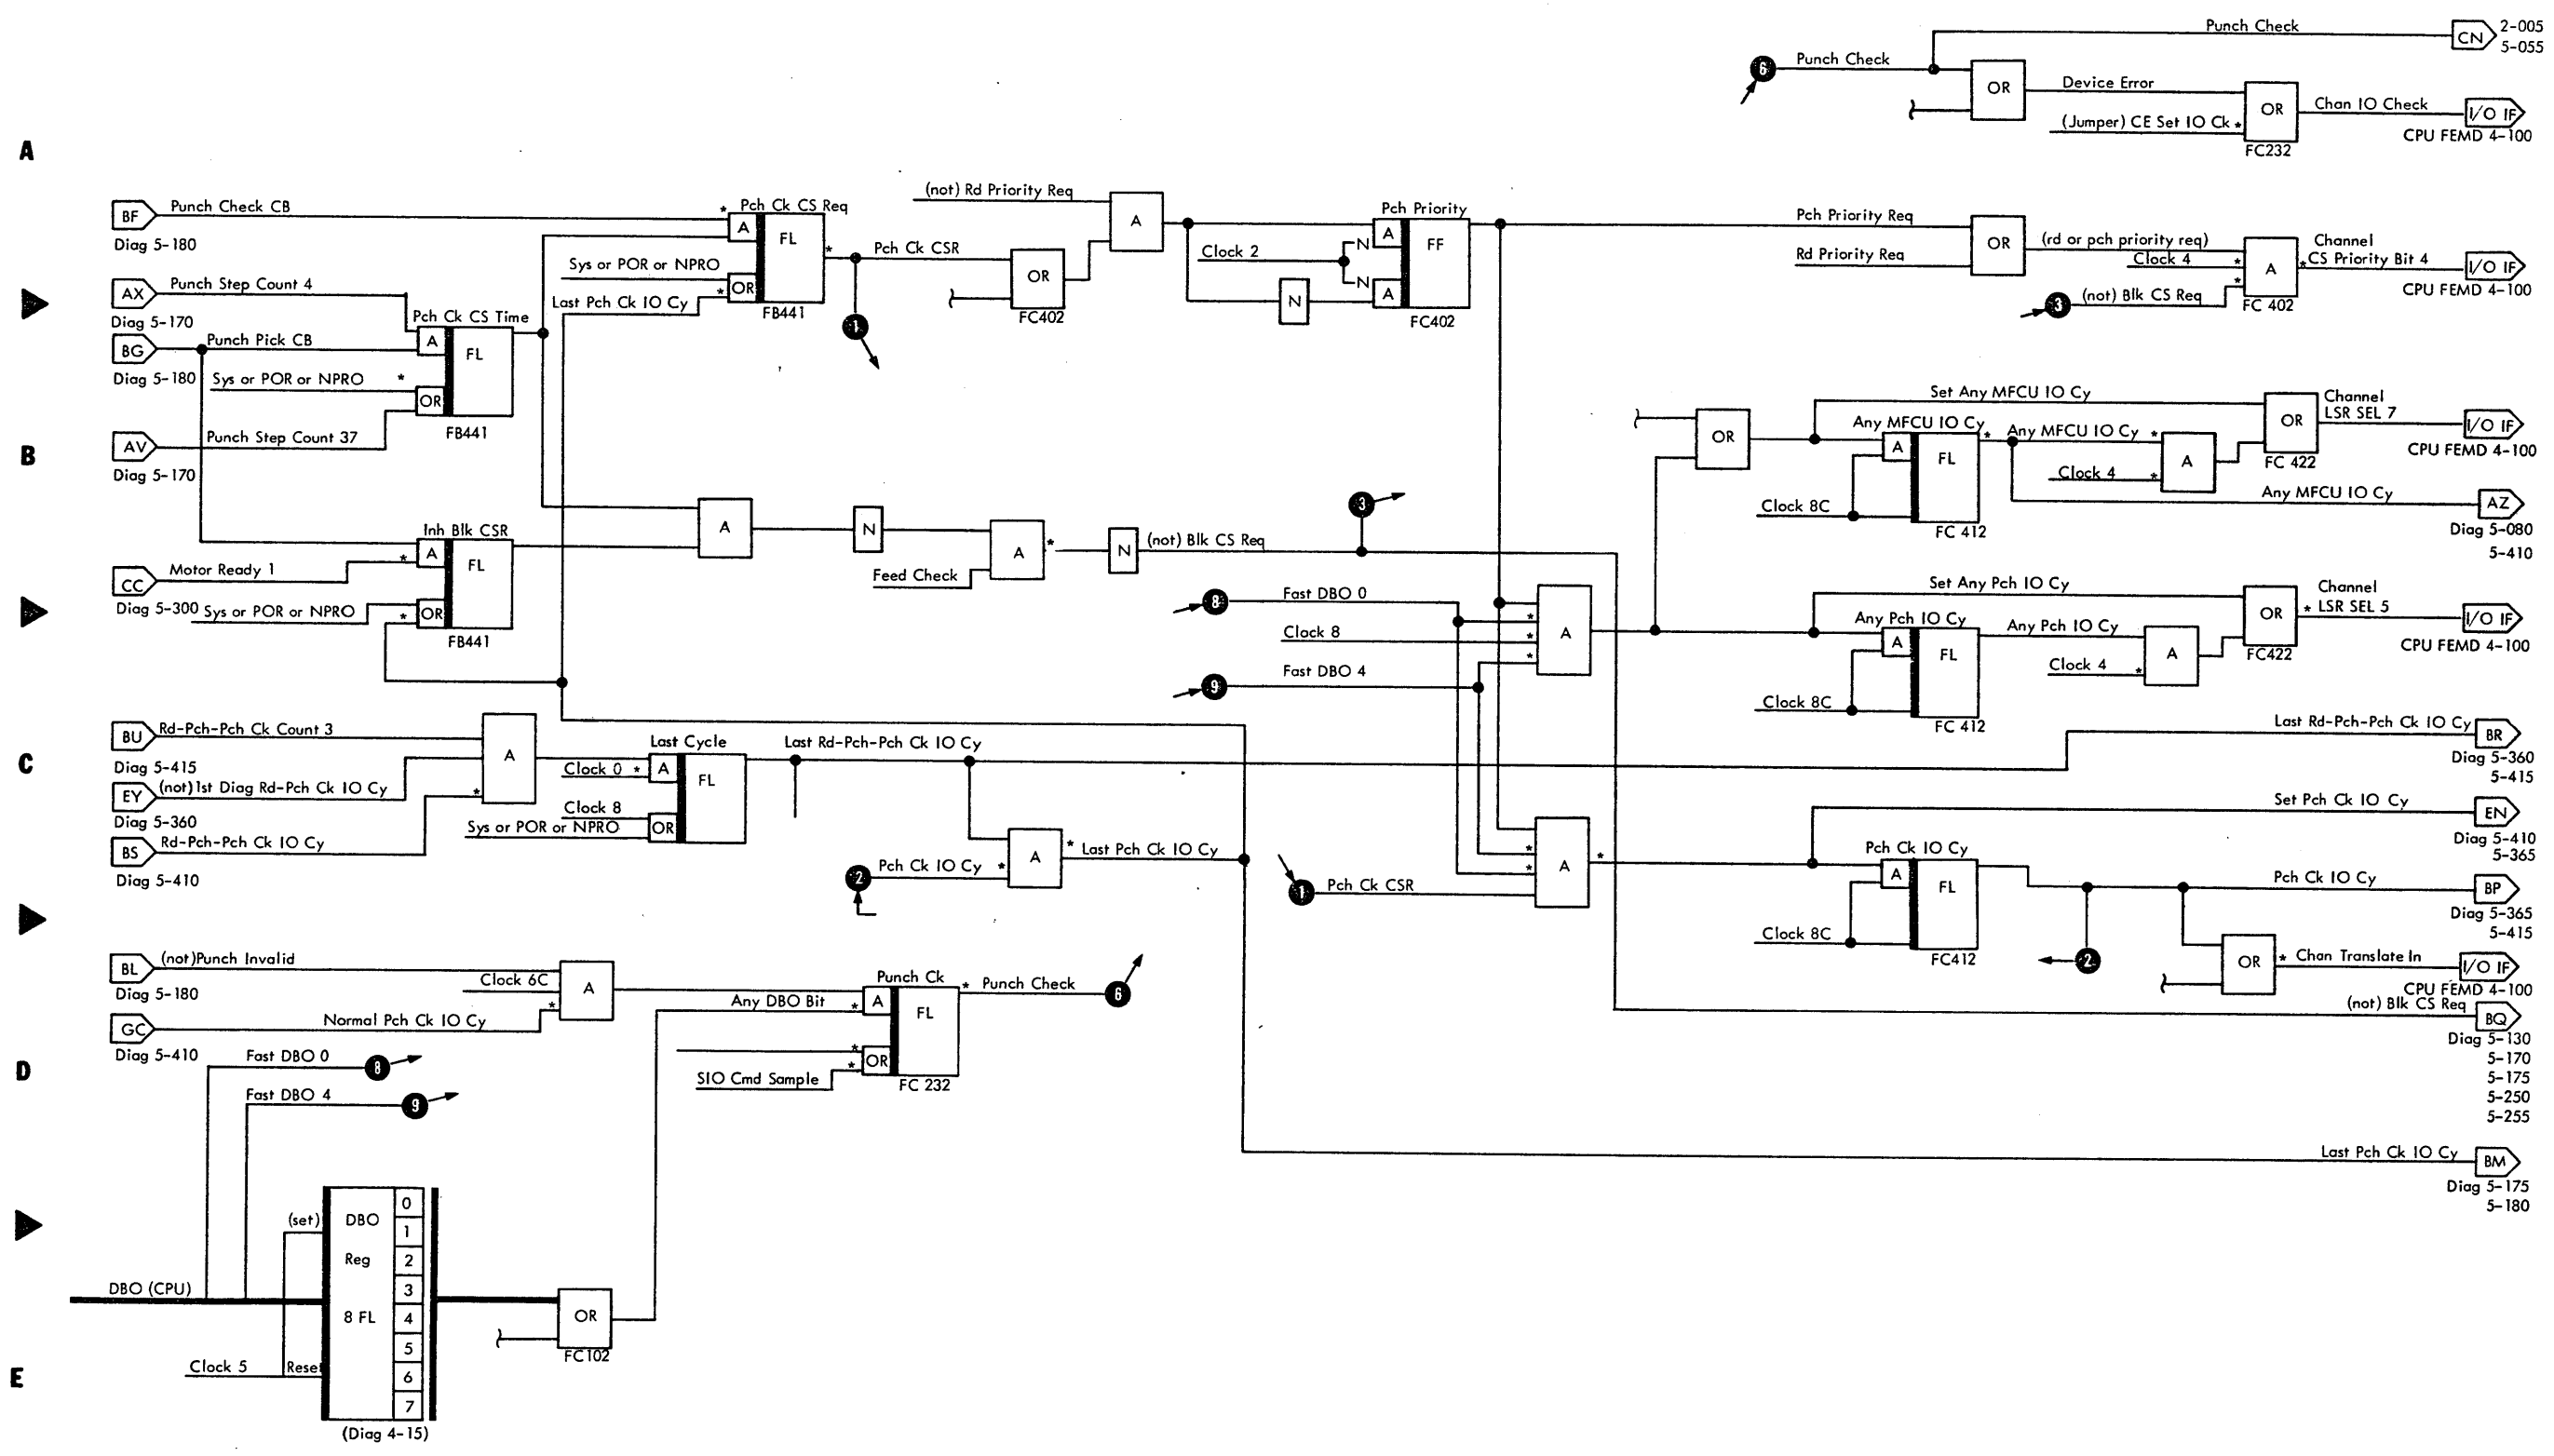 Punch Check
CN
2-005
5-055
6
Punch Check
OR
Device Error
(Jumper) CE Set IO Ck *
OR
FC232
Chan IO Check
I/O IF
CPU FEMD 4-100
A
BF
Punch Check CB
Diag 5-180
*
Pch Ck CS Req
A
FL
Sys or POR or NPRO
Last Pch Ck IO Cy
*
OR
FB441
*
Pch Ck CSR
1
(not) Rd Priority Req
A
OR
FC402
Clock 2
N
N
N
Pch Priority
A
A
FF
FC402
Pch Priority Req
Rd Priority Req
OR
(rd or pch priority req)
Clock 4
*
*
3
(not) Blk CS Req
A
FC 402
Channel
* CS Priority Bit 4
I/O IF
CPU FEMD 4-100
AX
Punch Step Count 4
Diag 5-170
BG
Punch Pick CB
Diag 5-180
Pch Ck CS Time
A
FL
Sys or POR or NPRO
*
OR
FB441
B
AV
Punch Step Count 37
Diag 5-170
OR
Set Any MFCU IO Cy
Any MFCU IO Cy
A
FL
Clock 8C
FC 412
*
Any MFCU IO Cy *
Clock 4
*
A
OR
FC 422
Channel
LSR SEL 7
I/O IF
CPU FEMD 4-100
Any MFCU IO Cy
AZ
Diag 5-080
5-410
A
N
Feed Check
A
*
N
(not) Blk CS Req
3
Inh Blk CSR
A
*
FL
CC
Motor Ready 1
Diag 5-300
Sys or POR or NPRO
*
OR
FB441
8
Fast DBO 0
Clock 8
9
Fast DBO 4
*
*
*
A
Set Any Pch IO Cy
Any Pch IO Cy
A
FL
Clock 8C
FC 412
Any Pch IO Cy
Clock 4
*
A
OR
FC422
Channel
* LSR SEL 5
I/O IF
CPU FEMD 4-100
C
BU
Rd-Pch-Pch Ck Count 3
Diag 5-415
EY
(not)1st Diag Rd-Pch Ck IO Cy
Diag 5-360
BS
Rd-Pch-Pch Ck IO Cy
Diag 5-410
*
A
Last Cycle
Clock 0 *
A
FL
Clock 8
Sys or POR or NPRO
OR
Last Rd-Pch-Pch Ck IO Cy
2
Pch Ck IO Cy *
A
*
Last Pch Ck IO Cy
Last Rd-Pch-Pch Ck IO Cy
BR
Diag 5-360
5-415
1
Pch Ck CSR
*
*
A
*
Set Pch Ck IO Cy
EN
Diag 5-410
5-365
Pch Ck IO Cy
A
FL
Clock 8C
FC412
Pch Ck IO Cy
BP
Diag 5-365
5-415
2
OR
* Chan Translate In
I/O IF
CPU FEMD 4-100
(not) Blk CS Req
BQ
Diag 5-130
5-170
5-175
5-250
5-255
BL
(not)Punch Invalid
Diag 5-180
Clock 6C
*
A
GC
Normal Pch Ck IO Cy
Diag 5-410
Punch Ck
Any DBO Bit
*
A
FL
*
*
OR
SIO Cmd Sample
FC 232
*
Punch Check
6
D
Fast DBO 0
8
Fast DBO 4
9
Last Pch Ck IO Cy
BM
Diag 5-175
5-180
(set)
DBO
Reg
8 FL
0
1
2
3
4
5
6
7
DBO (CPU)
Clock 5
Reset
(Diag 4-15)
OR
FC102
E